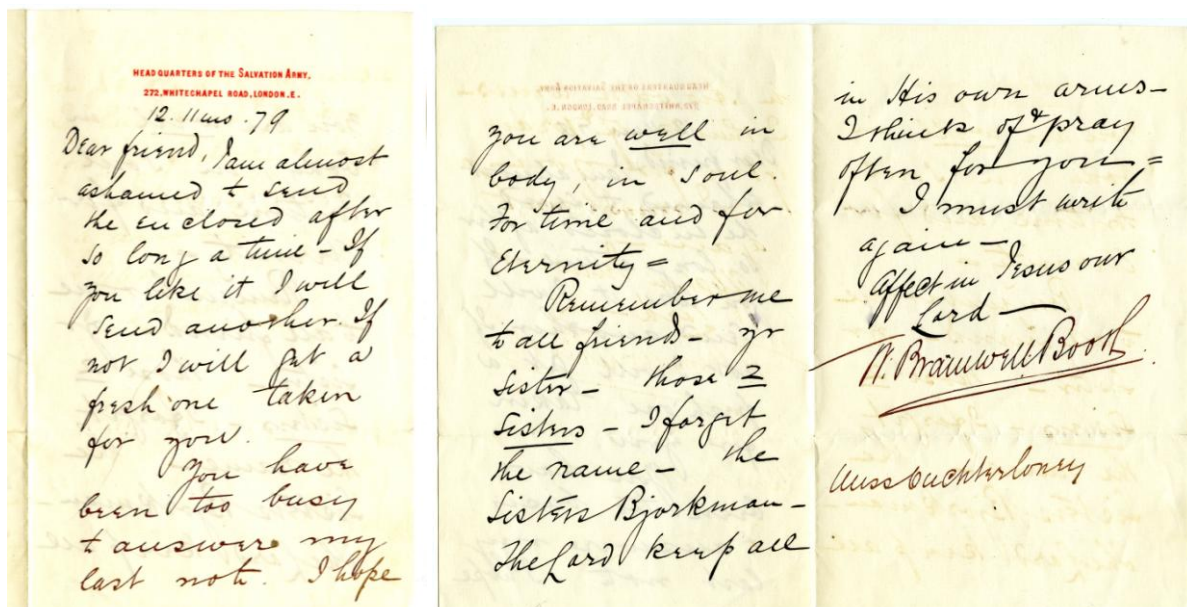 HEAD QUARTERS OF THE SALVATION ARMY,
272, WHITECHAPEL ROAD, LONDON. E.
12. 11mo. 79
Dear friend, I am almost
ashamed t send
the enclosed after
so long a time - If
you like it I will
send another. If
not I will get a
fresh one taken
for you.
You have
been too busy
t answer my
last note. I hope
you are well in
body, in soul.
For time and for
Eternity =
Remember me
t all friends - yr
sister - those 2
sisters - I forget
the name - the
Sisters Bjorkman -
The Lord keep all
in His own arms -
I think of & pray
often for you =
I must write
again -
Affect in Jesus our
Lord -
W. Bramwell Booth.
Miss Ouchterloney